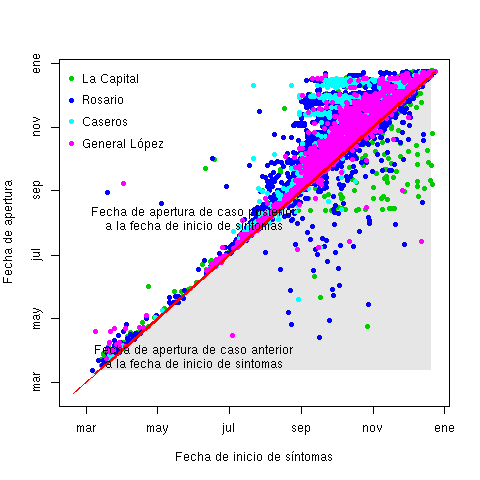 La Capital
Rosario
Caseros
General López
Fecha de apertura de caso posterior
a la fecha de inicio de síntomas
Fecha de apertura de caso anterior
a la fecha de inicio de sintomas
ene
nov
sep
jul
may
mar
Fecha de apertura
mar
may
jul
sep
nov
ene
Fecha de inicio de síntomas